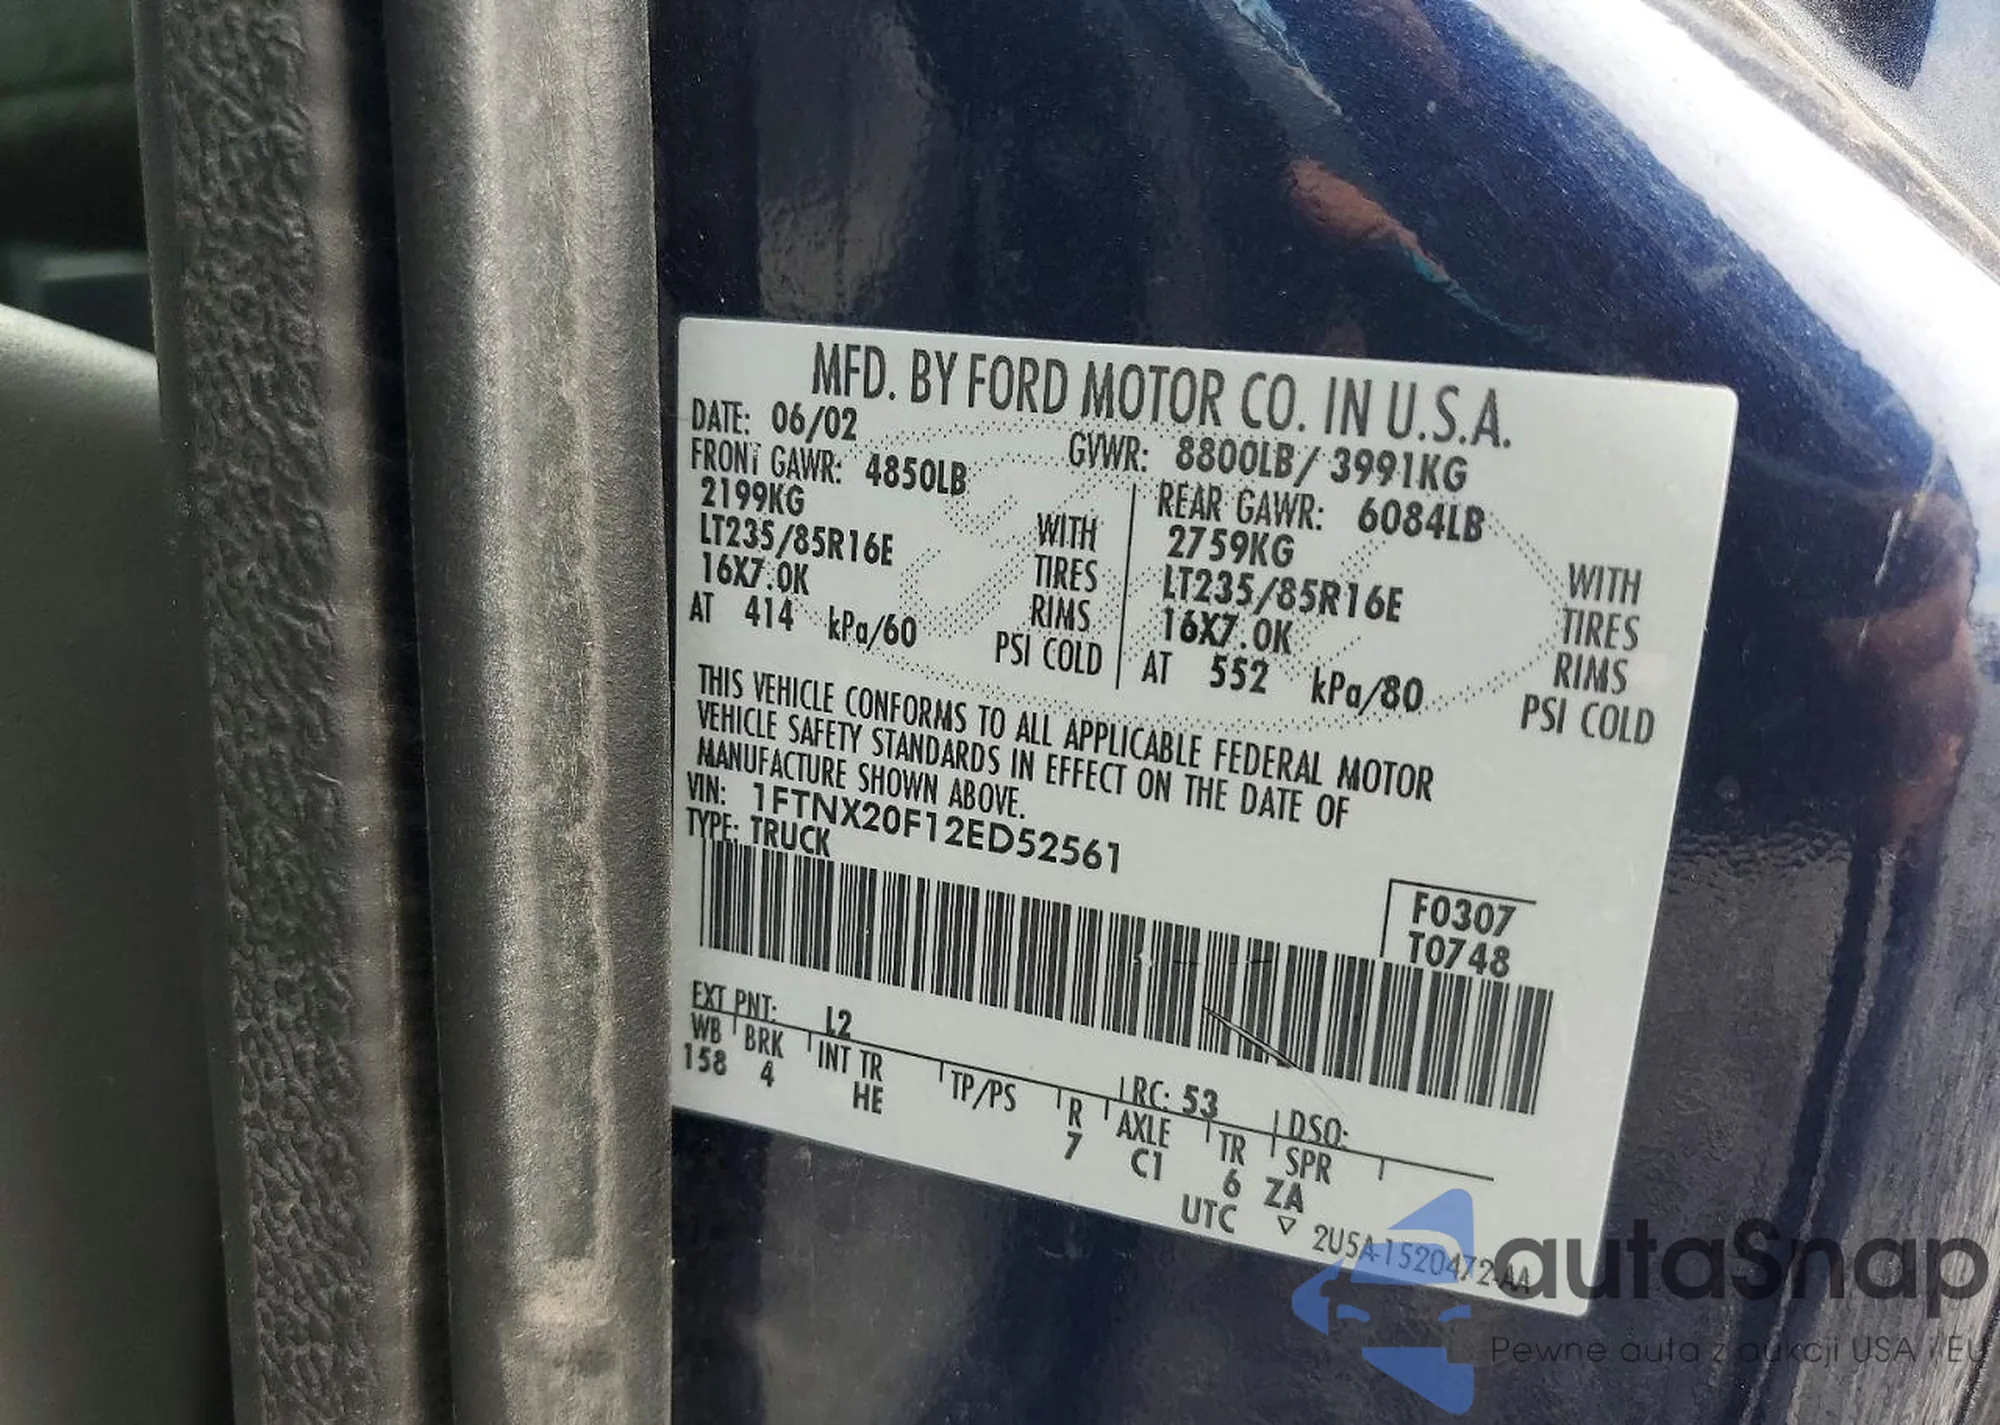 MFD. BY FORD MOTOR CO. IN U.S.A.
DATE: 06/02 GVWR: 8800LB/ 3991KG
FRONT GAWR: 4850LB REAR GAWR: 6084LB
2199KG WITH 2759KG WITH
LT235/85R16E TIRES LT235/85R16E TIRES
16X7.0K RIMS 16X7.0K RIMS
AT 414 kPa/60 PSI COLD AT 552 kPa/80 PSI COLD
THIS VEHICLE CONFORMS TO ALL APPLICABLE FEDERAL MOTOR
VEHICLE SAFETY STANDARDS IN EFFECT ON THE DATE OF
MANUFACTURE SHOWN ABOVE.
VIN: 1FTNX20F12ED52561
TYPE: TRUCK
F0307
T0748
EXT PNT: L2 RC: 53 DSO:
WB BRK INT TR TP/PS R AXLE TR SPR
158 4 HE 7 C1 6 ZA
UTC ▽ 2U5A-1520472-AA
autaSnap
Pewne auta z aukcji USA i EU